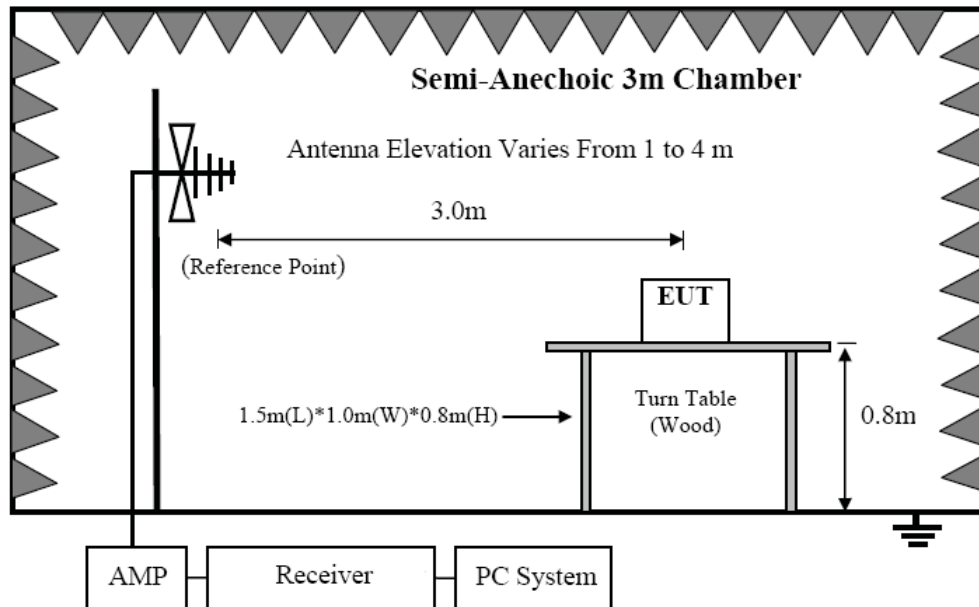 Semi-Anechoic 3m Chamber
Antenna Elevation Varies From 1 to 4 m
3.0m
(Reference Point)
EUT
1.5m(L)*1.0m(W)*0.8m(H)
Turn Table
(Wood)
0.8m
AMP
Receiver
PC System